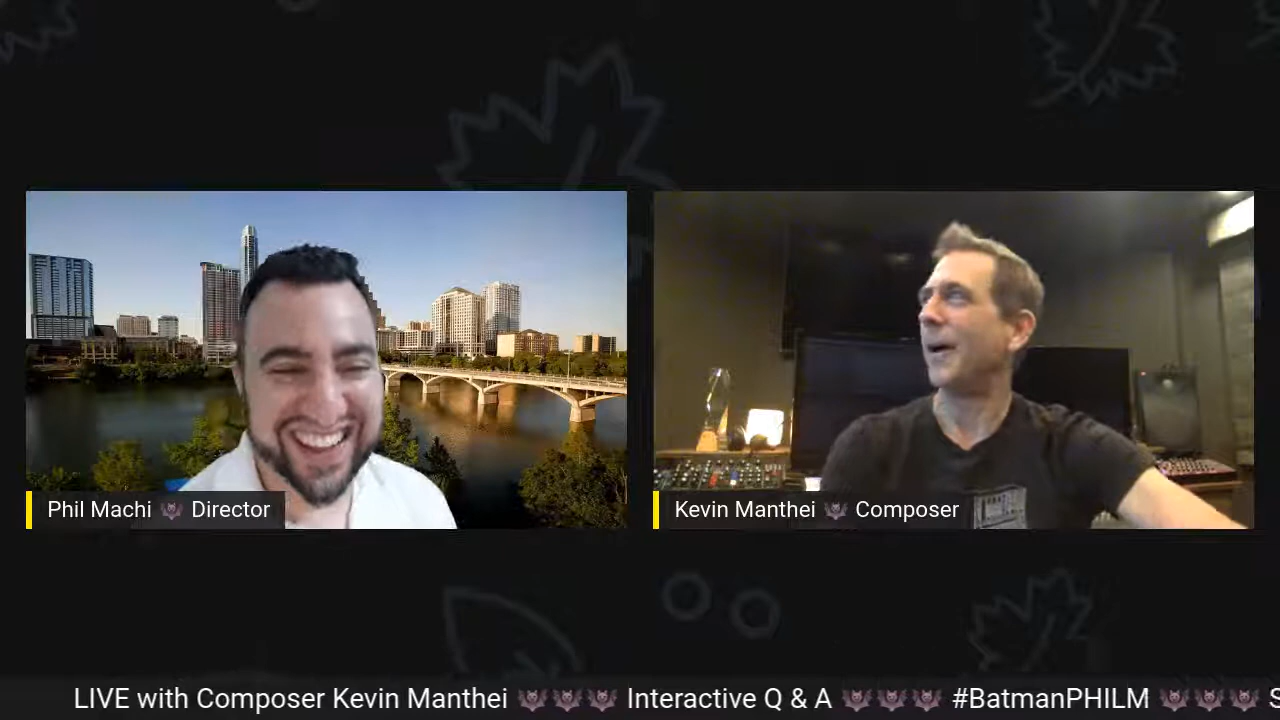 Phil Machi 🦇 Director
Kevin Manthei 🦇 Composer
LIVE with Composer Kevin Manthei 🦇🦇🦇 Interactive Q & A 🦇🦇🦇 #BatmanPHILM 🦇🦇🦇 S